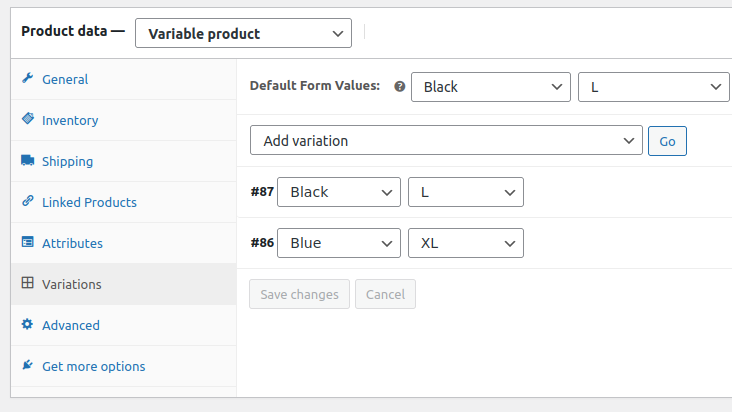 Product data —
Variable product
General
Inventory
Shipping
Linked Products
Attributes
Variations
Advanced
Get more options
Default Form Values: ?
Black
L
Add variation
Go
#87 Black L
#86 Blue XL
Save changes
Cancel